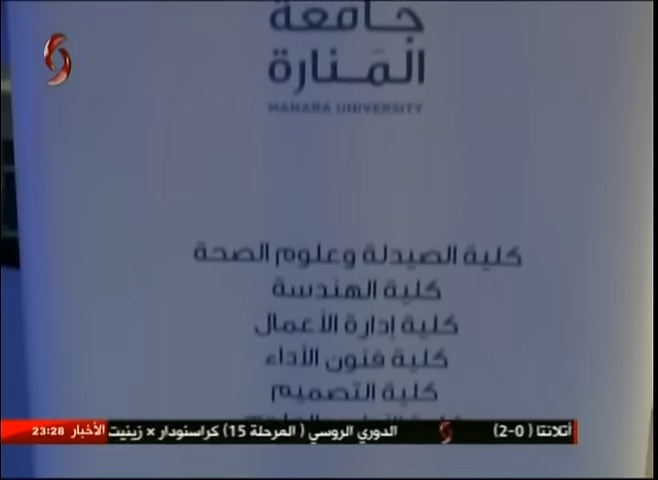 جامعة
المنارة
MANARA UNIVERSITY
كلية الصيدلة وعلوم الصحة
كلية الهندسة
كلية إدارة الأعمال
كلية فنون الأداء
كلية التصميم
أتلانتا (0-2) الدوري الروسي ( المرحلة 15) كراسنودار × زينيت
الأخبار 23:28